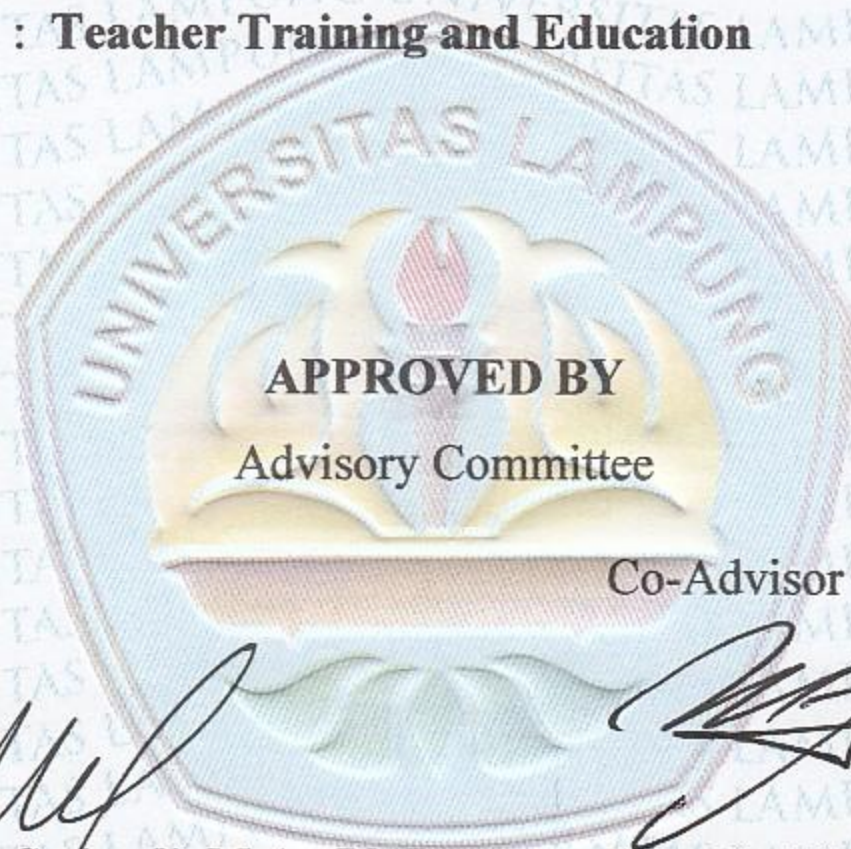 : Teacher Training and Education
UNIVERSITAS LAMPUNG
APPROVED BY
Advisory Committee
Co-Advisor